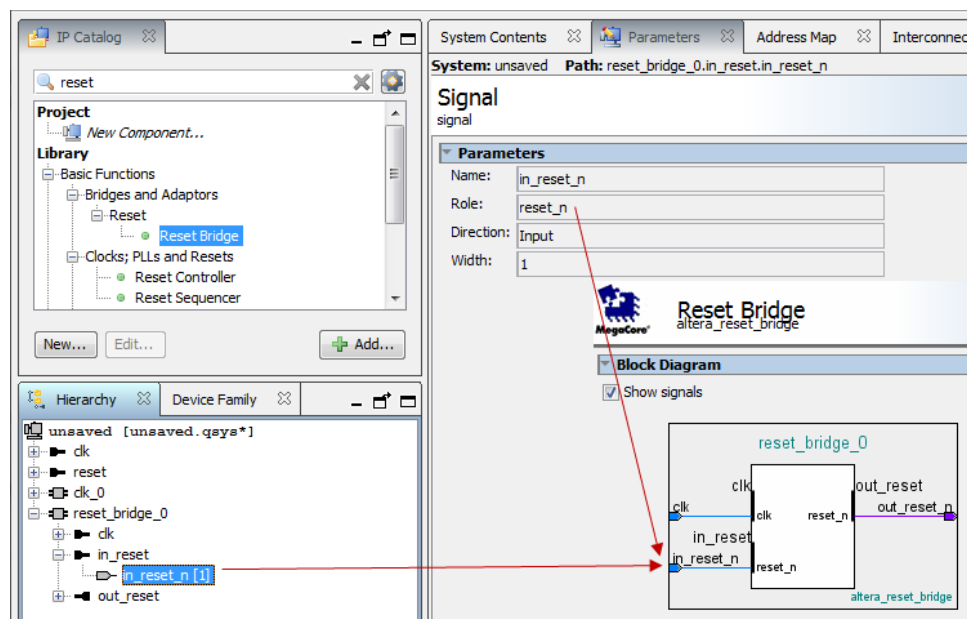 IP Catalog
reset
Project
New Component...
Library
Basic Functions
Bridges and Adaptors
Reset
Reset Bridge
Clocks; PLLs and Resets
Reset Controller
Reset Sequencer
New...
Edit...
Add...
Hierarchy
Device Family
unsaved [unsaved.qsys*]
clk
reset
clk_0
reset_bridge_0
clk
in_reset
in_reset_n [1]
out_reset
System Contents
Parameters
Address Map
Interconnec
System: unsaved Path: reset_bridge_0.in_reset.in_reset_n
Signal
signal
Parameters
Name: in_reset_n
Role: reset_n
Direction: Input
Width: 1
MegaCore'
Reset Bridge
altera_reset_bridge
Block Diagram
Show signals
reset_bridge_0
clk
out_reset
clk
out_reset_n
clk
reset_n
in_reset
in_reset_n
reset_n
altera_reset_bridge